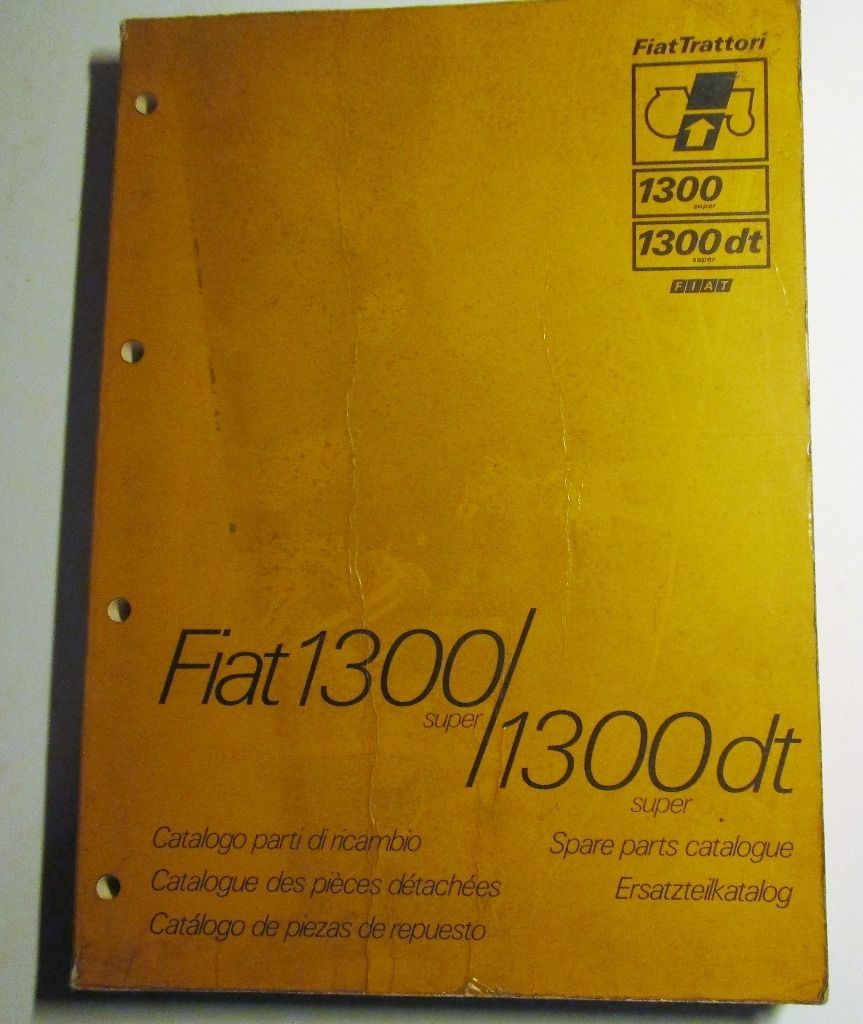 FiatTrattori
1300
super
1300 dt
super
FIAT
Fiat 1300
super
/1300 dt
super
Catalogo parti di ricambio
Catalogue des pièces détachées
Catálogo de piezas de repuesto
Spare parts catalogue
Ersatzteilkatalog